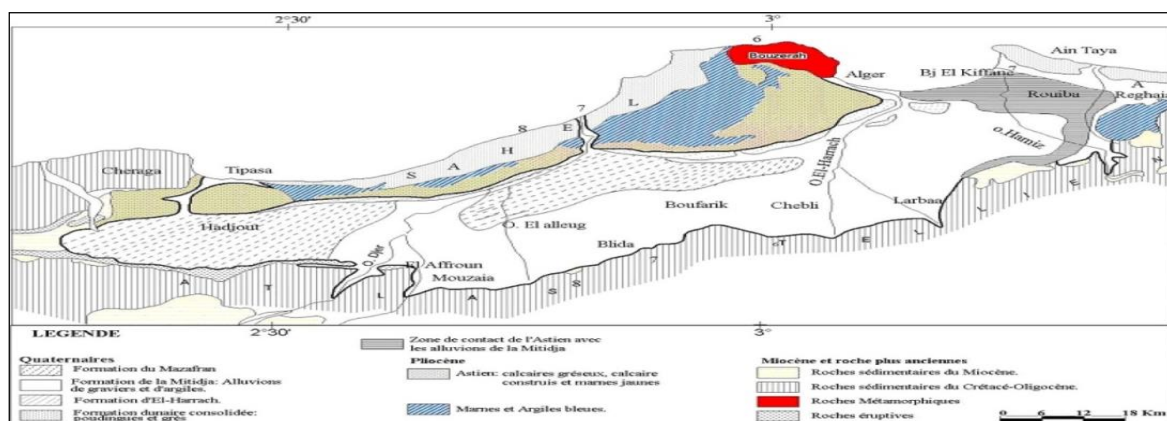 2°30'
3°
6
Bouzerah
Ain Taya
Alger
Bj El Kiffane
7
A
Rouiba
Reghaia
L
7
8
E
O.Hamiz
H
A
S
Cheraga
Tipasa
O.El Harrach
Hadjout
Boufarik
Chebli
Larbaa
O. El alleug
Blida
O. Djer
El Affroun
Mouzaia
A T L A S
8
7
T E L L I E N
2°30'
3°
LEGENDE
Quaternaires
Formation du Mazafran
Formation de la Mitidja: Alluvions
de graviers et d'argiles.
Formation d'El-Harrach.
Formation dunaire consolidée:
poudingues et grès
Zone de contact de l'Astien avec
les alluvions de la Mitidja
Pliocène
Astien: calcaires gréseux, calcaire
construis et marnes jaunes
Marnes et Argiles bleues.
Miocène et roche plus anciennes
Roches sédimentaires du Miocène.
Roches sédimentaires du Crétacé-Oligocène.
Roches Métamorphiques
Roches éruptives
0 6 12 18 Km